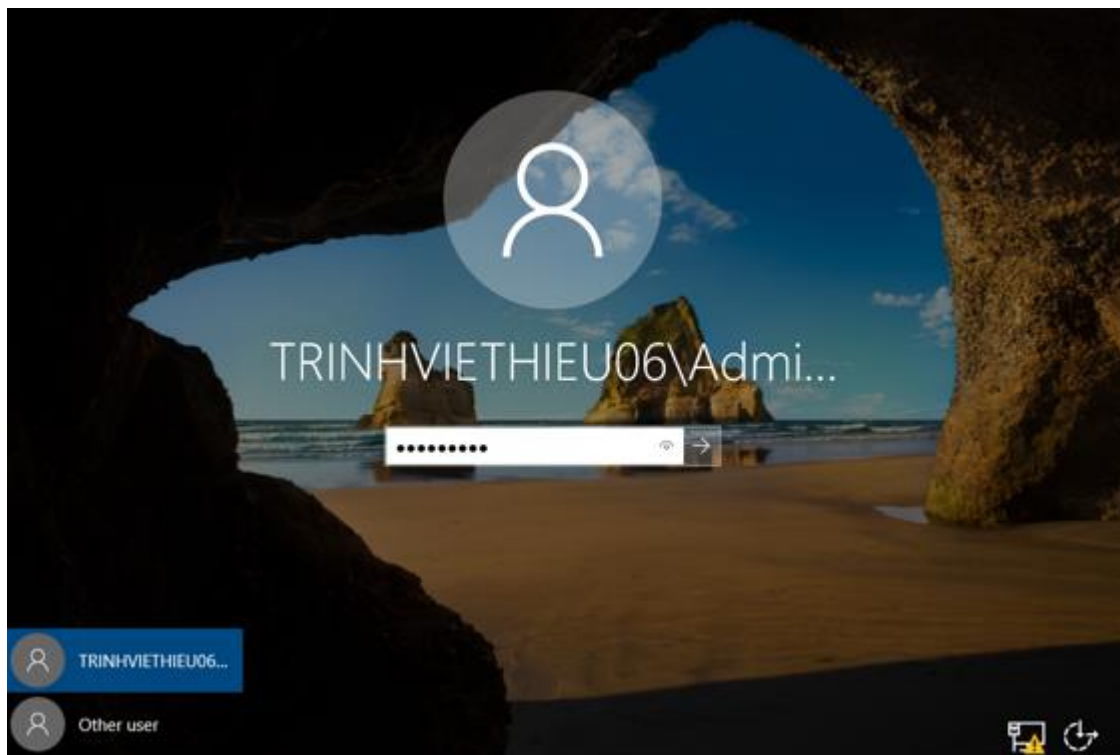 TRINHVIETHIEU06\Admi...
•••••••••
TRINHVIETHIEU06...
Other user